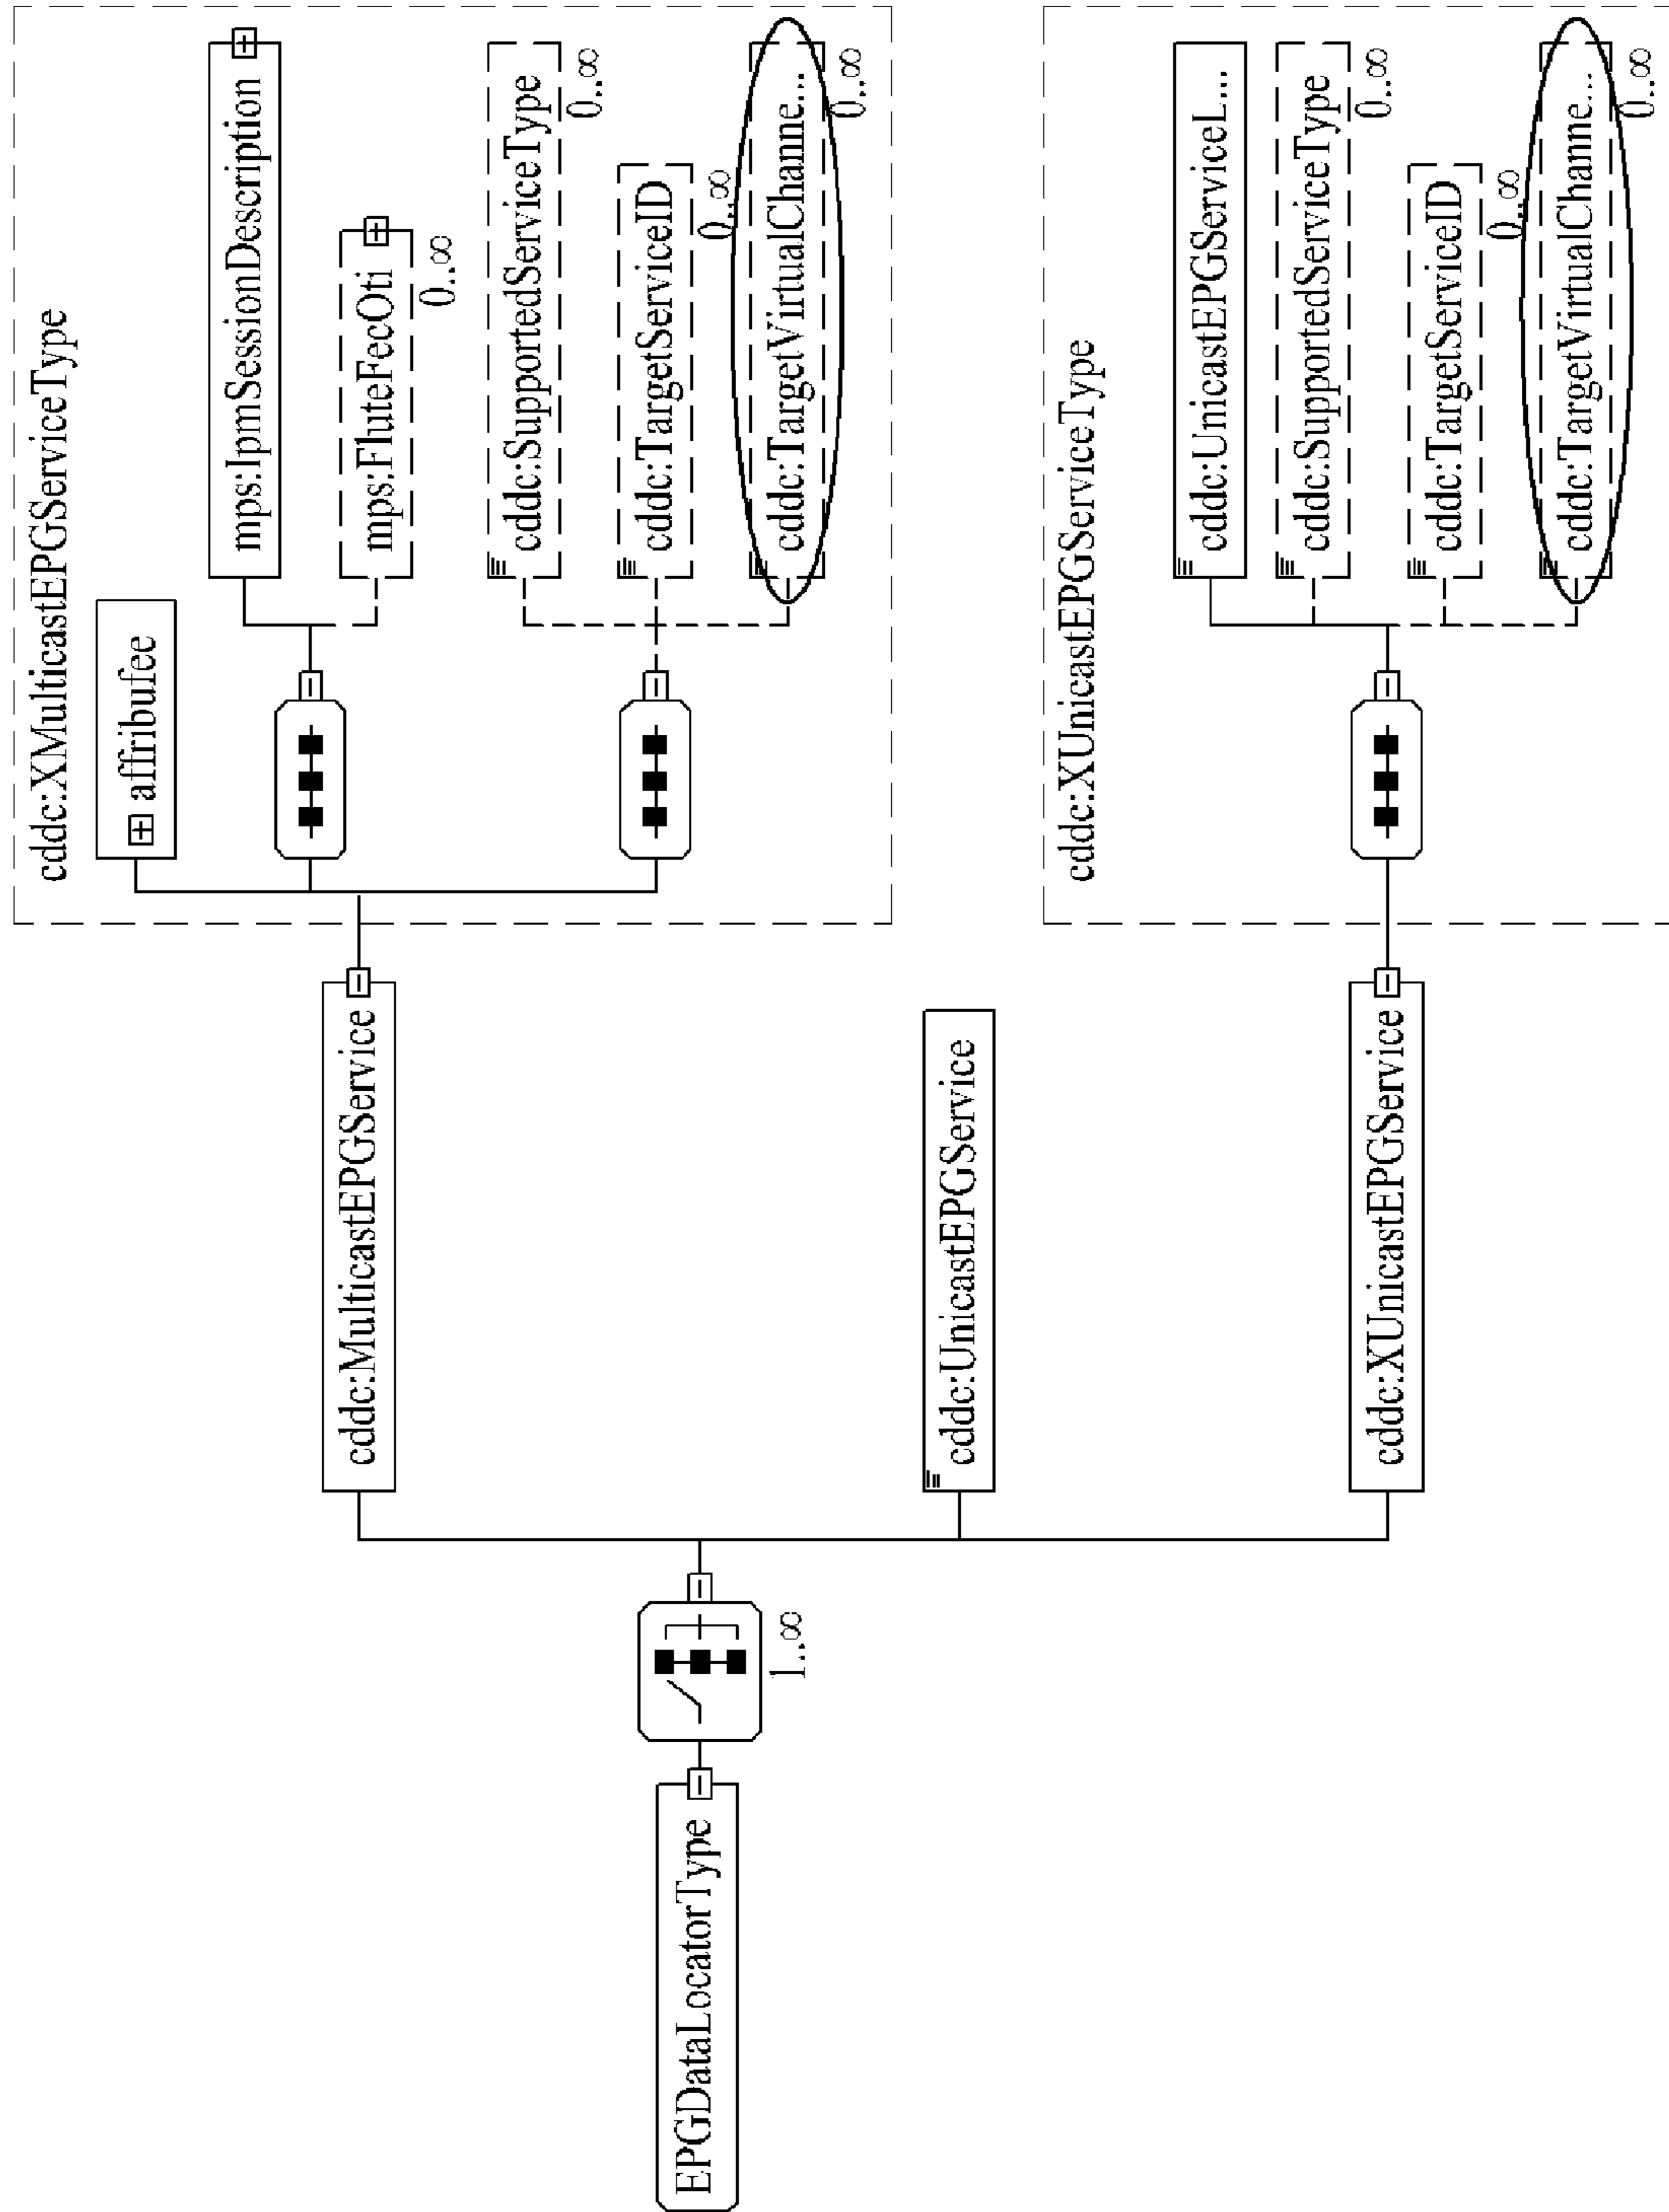 EPGDataLocatorType
1..∞
cddc:MulticastEPGService
cddc:UnicastEPGService
cddc:XUnicastEPGService
cddc:XMulticastEPGServiceType
affribufee
mps:IpmSessionDescription
mps:FluteFecOti
0..∞
cddc:SupportedServiceType
0..∞
cddc:TargetServiceID
0..∞
cddc:TargetVirtualChanne...
0..∞
cddc:XUnicastEPGServiceType
cddc:UnicastEPGServiceL...
cddc:SupportedServiceType
0..∞
cddc:TargetServiceID
0..∞
cddc:TargetVirtualChanne...
0..∞